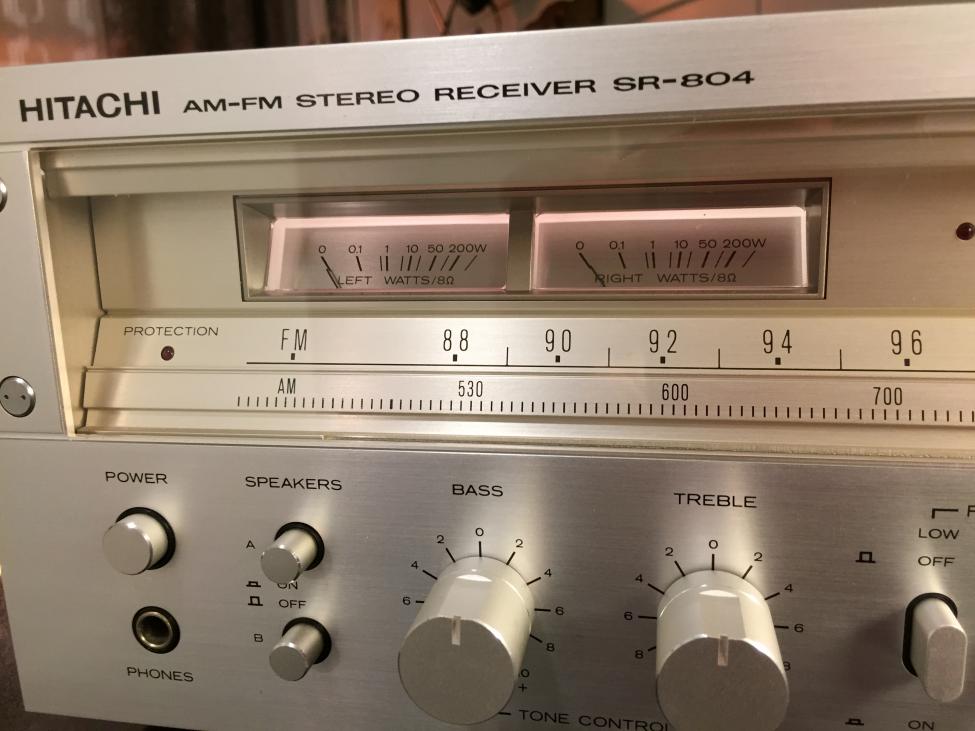 HITACHI AM-FM STEREO RECEIVER SR-804
0 0.1 1 10 50 200W
LEFT WATTS/8Ω
0 0.1 1 10 50 200W
RIGHT WATTS/8Ω
PROTECTION
FM 88 90 92 94 96
AM 530 600 700
POWER
SPEAKERS
A
ON
OFF
B
PHONES
BASS
0
2 2
4 4
6 6
8
+
TREBLE
0
2 2
4 4
6 6
8
TONE CONTROL
LOW
OFF
ON